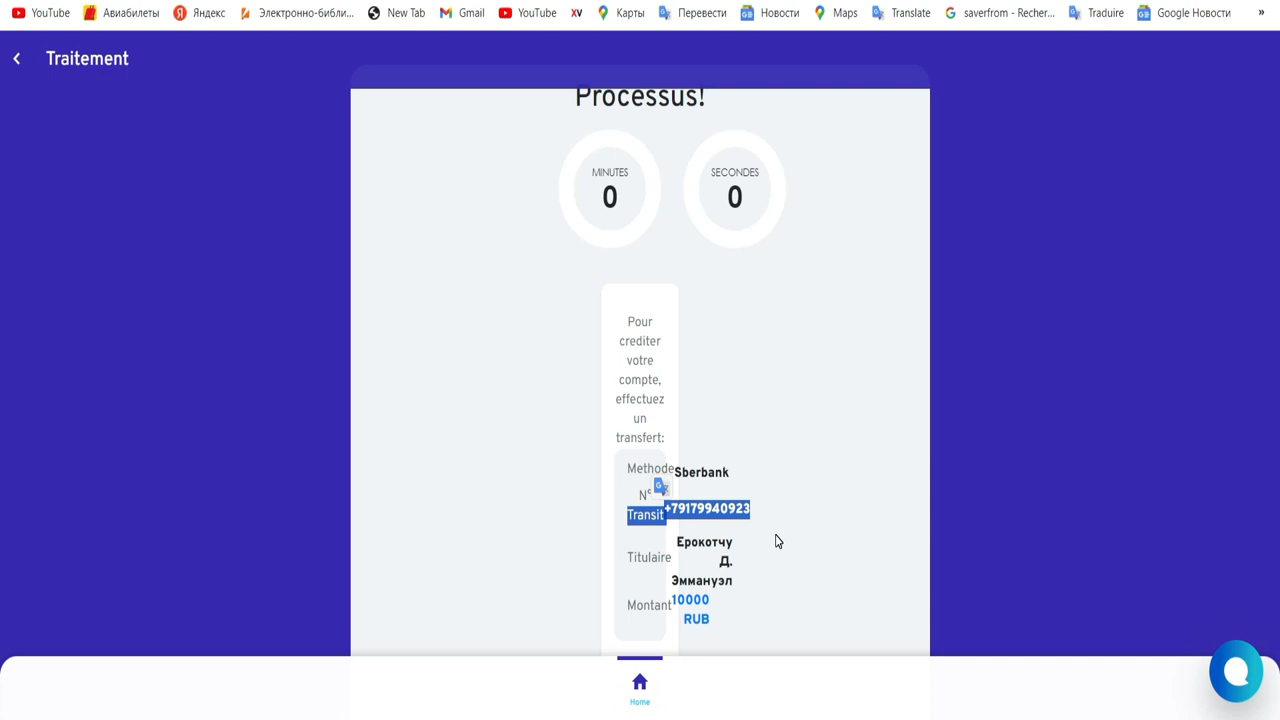 YouTube Авиабилеты Яндекс Электронно-библи... New Tab Gmail YouTube XV Карты Перевести Новости Maps Translate saverfrom - Recher... Traduire Google Новости »
Traitement
Processus!
MINUTES SECONDES
0 0
Pour
crediter
votre
compte,
effectuez
un
transfert:
Methode Sberbank
N°
Transit +79179940923
Titulaire Ерокотчу
Д.
Эммануэл
Montant 10000
RUB
Home